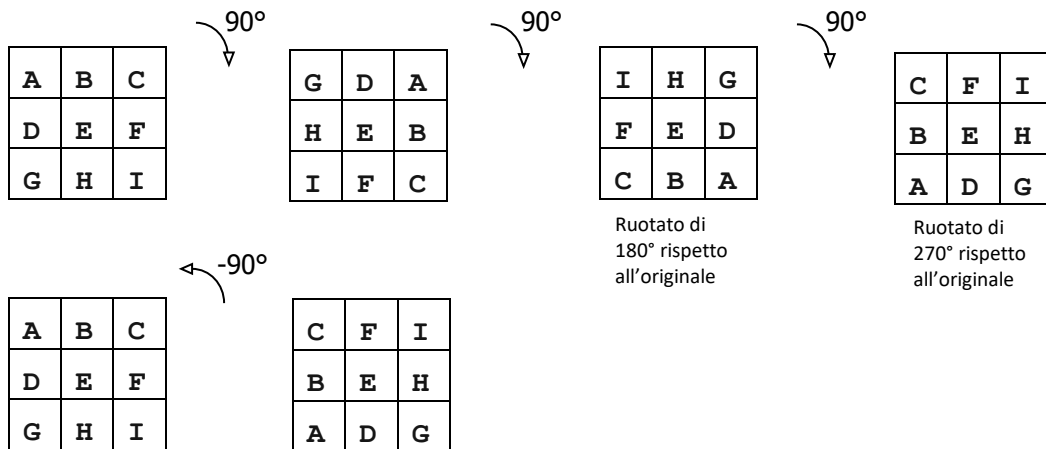 90° 90° 90°
A B C G D A I H G C F I
D E F H E B F E D B E H
G H I I F C C B A A D G
Ruotato di
180° rispetto
all'originale
Ruotato di
270° rispetto
all'originale
-90°
A B C C F I
D E F B E H
G H I A D G